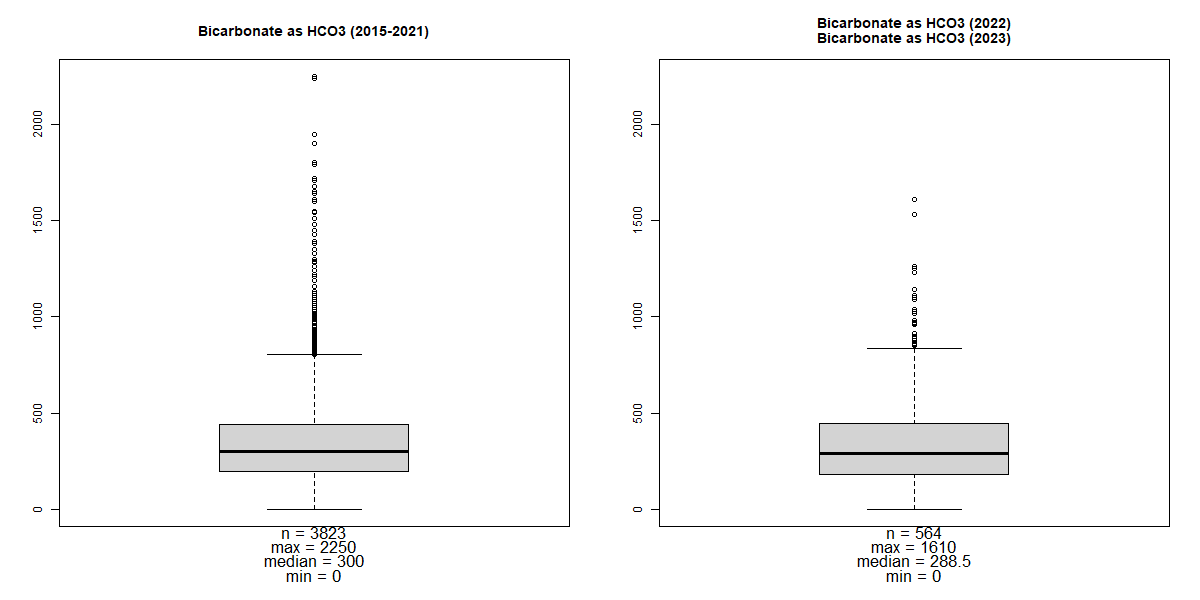 Bicarbonate as HCO3 (2015-2021)
2000
1500
1000
500
0
n = 3823
max = 2250
median = 300
min = 0
Bicarbonate as HCO3 (2022)
Bicarbonate as HCO3 (2023)
2000
1500
1000
500
0
n = 564
max = 1610
median = 288.5
min = 0